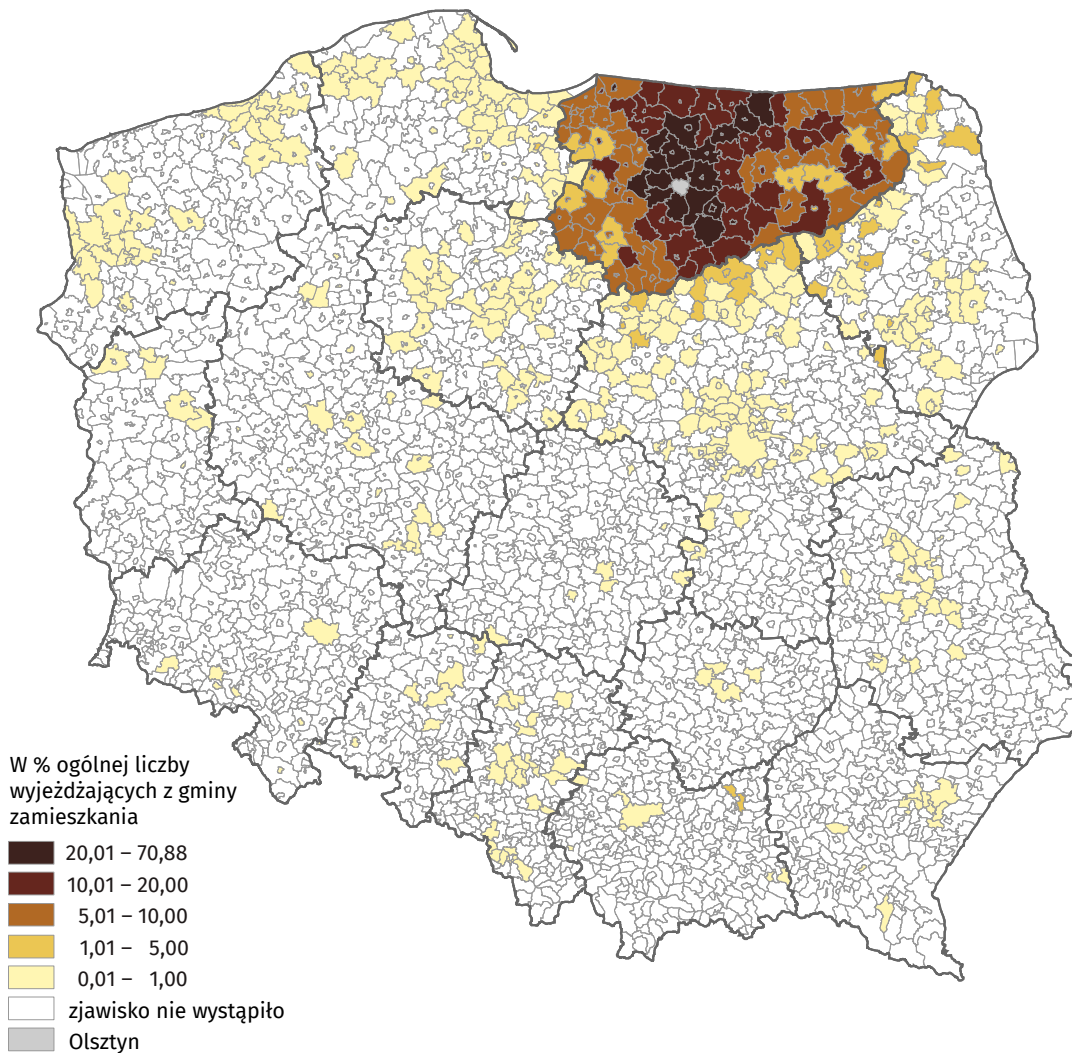 W % ogólnej liczby
wyjeżdżających z gminy
zamieszkania
20,01 – 70,88
10,01 – 20,00
5,01 – 10,00
1,01 – 5,00
0,01 – 1,00
zjawisko nie wystąpiło
Olsztyn